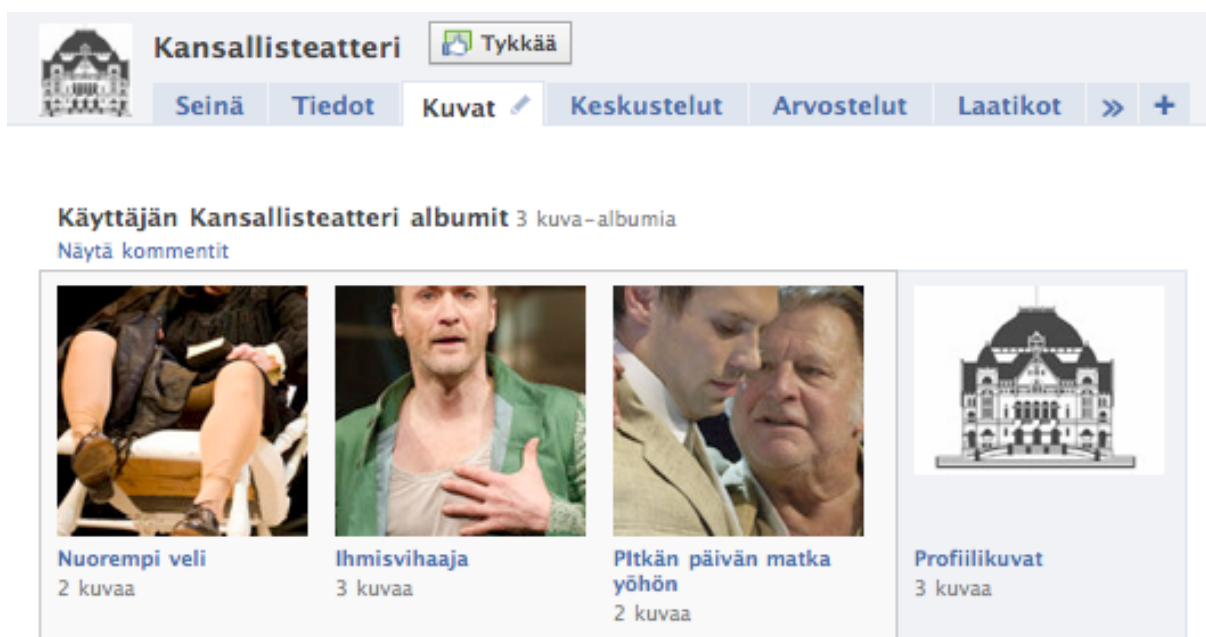 Kansallisteatteri Tykkää
Seinä Tiedot Kuvat Keskustelut Arvostelut Laatikot » +
Käyttäjän Kansallisteatteri albumit 3 kuva-albumia
Näytä kommentit
Nuorempi veli
2 kuvaa
Ihmisvihaaja
3 kuvaa
PItkän päivän matka
yöhön
2 kuvaa
Profiilikuvat
3 kuvaa